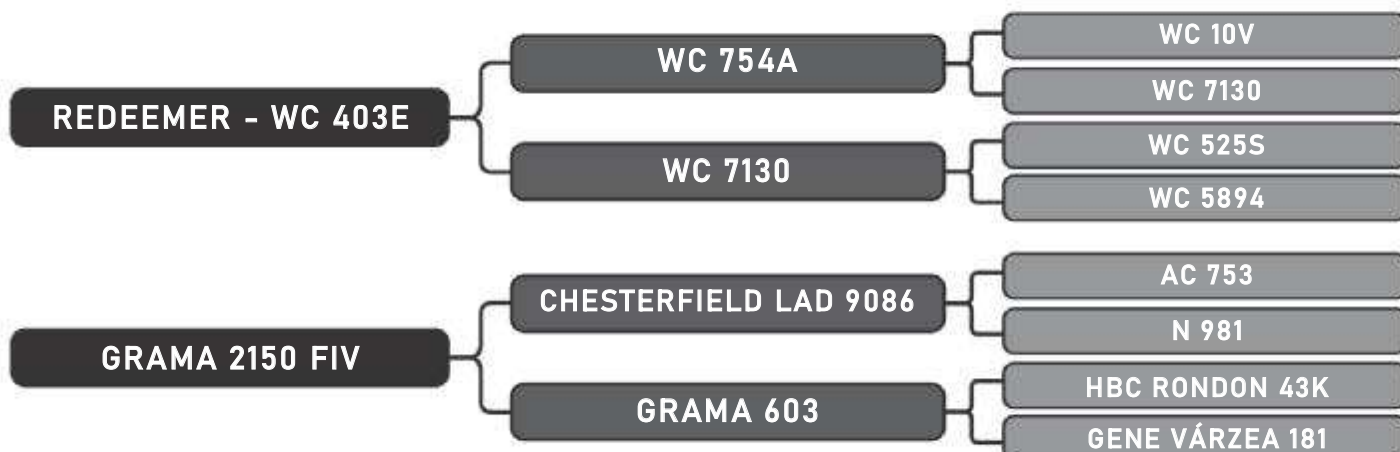 REDEEMER - WC 403E
WC 754A
WC 7130
WC 10V
WC 7130
WC 525S
WC 5894
GRAMA 2150 FIV
CHESTERFIELD LAD 9086
GRAMA 603
AC 753
N 981
HBC RONDON 43K
GENE VÁRZEA 181